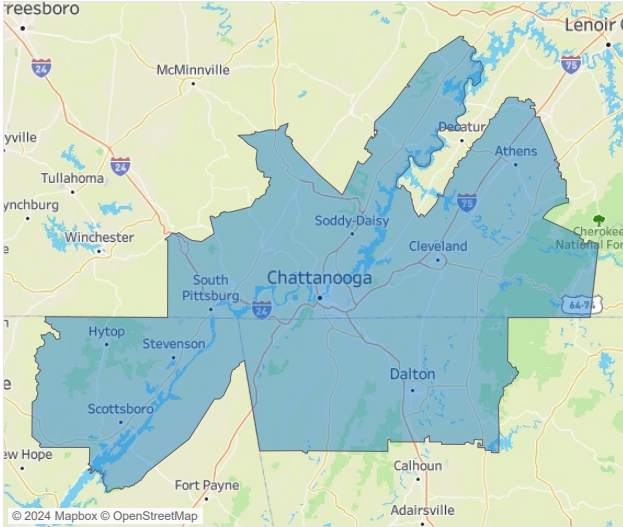 reesboro
Lenoir C
24
McMinnville
75
yville
Decatur
24
Athens
Tullahoma
75
ynchburg
Soddy-Daisy
Cherokee
National For
Winchester
Cleveland
South
Pittsburg
Chattanooga
24
64-74
Hytop
Stevenson
e
Dalton
Scottsboro
ew Hope
Calhoun
Fort Payne
Adairsville
© 2024 Mapbox © OpenStreetMap